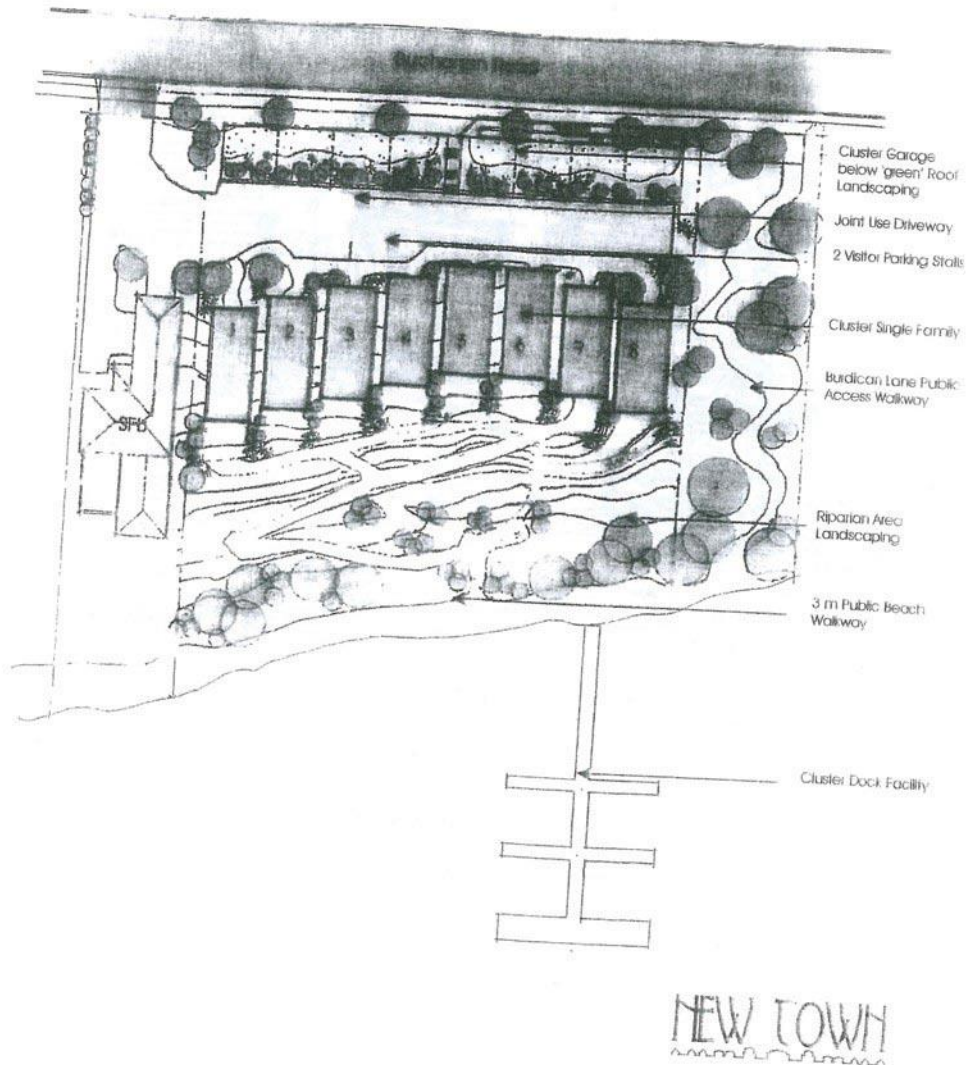 Cluster Garage
below 'green' Roof
Landscaping
Joint Use Driveway
2 Visitor Parking Stalls
1
2
3
4
5
6
7
8
Cluster Single Family
Burdican Lane Public
Access Walkway
SFD
Riparian Area
Landscaping
3 m Public Beach
Walkway
Cluster Dock Facility
NEW TOWN